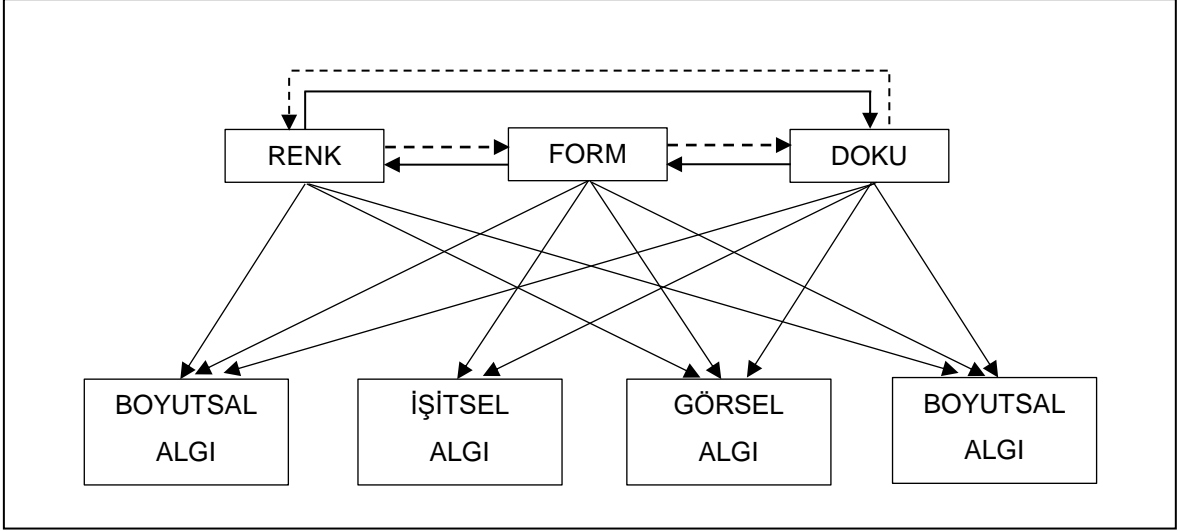 RENK
FORM
DOKU
BOYUTSAL
ALGI
İŞİTSEL
ALGI
GÖRSEL
ALGI
BOYUTSAL
ALGI